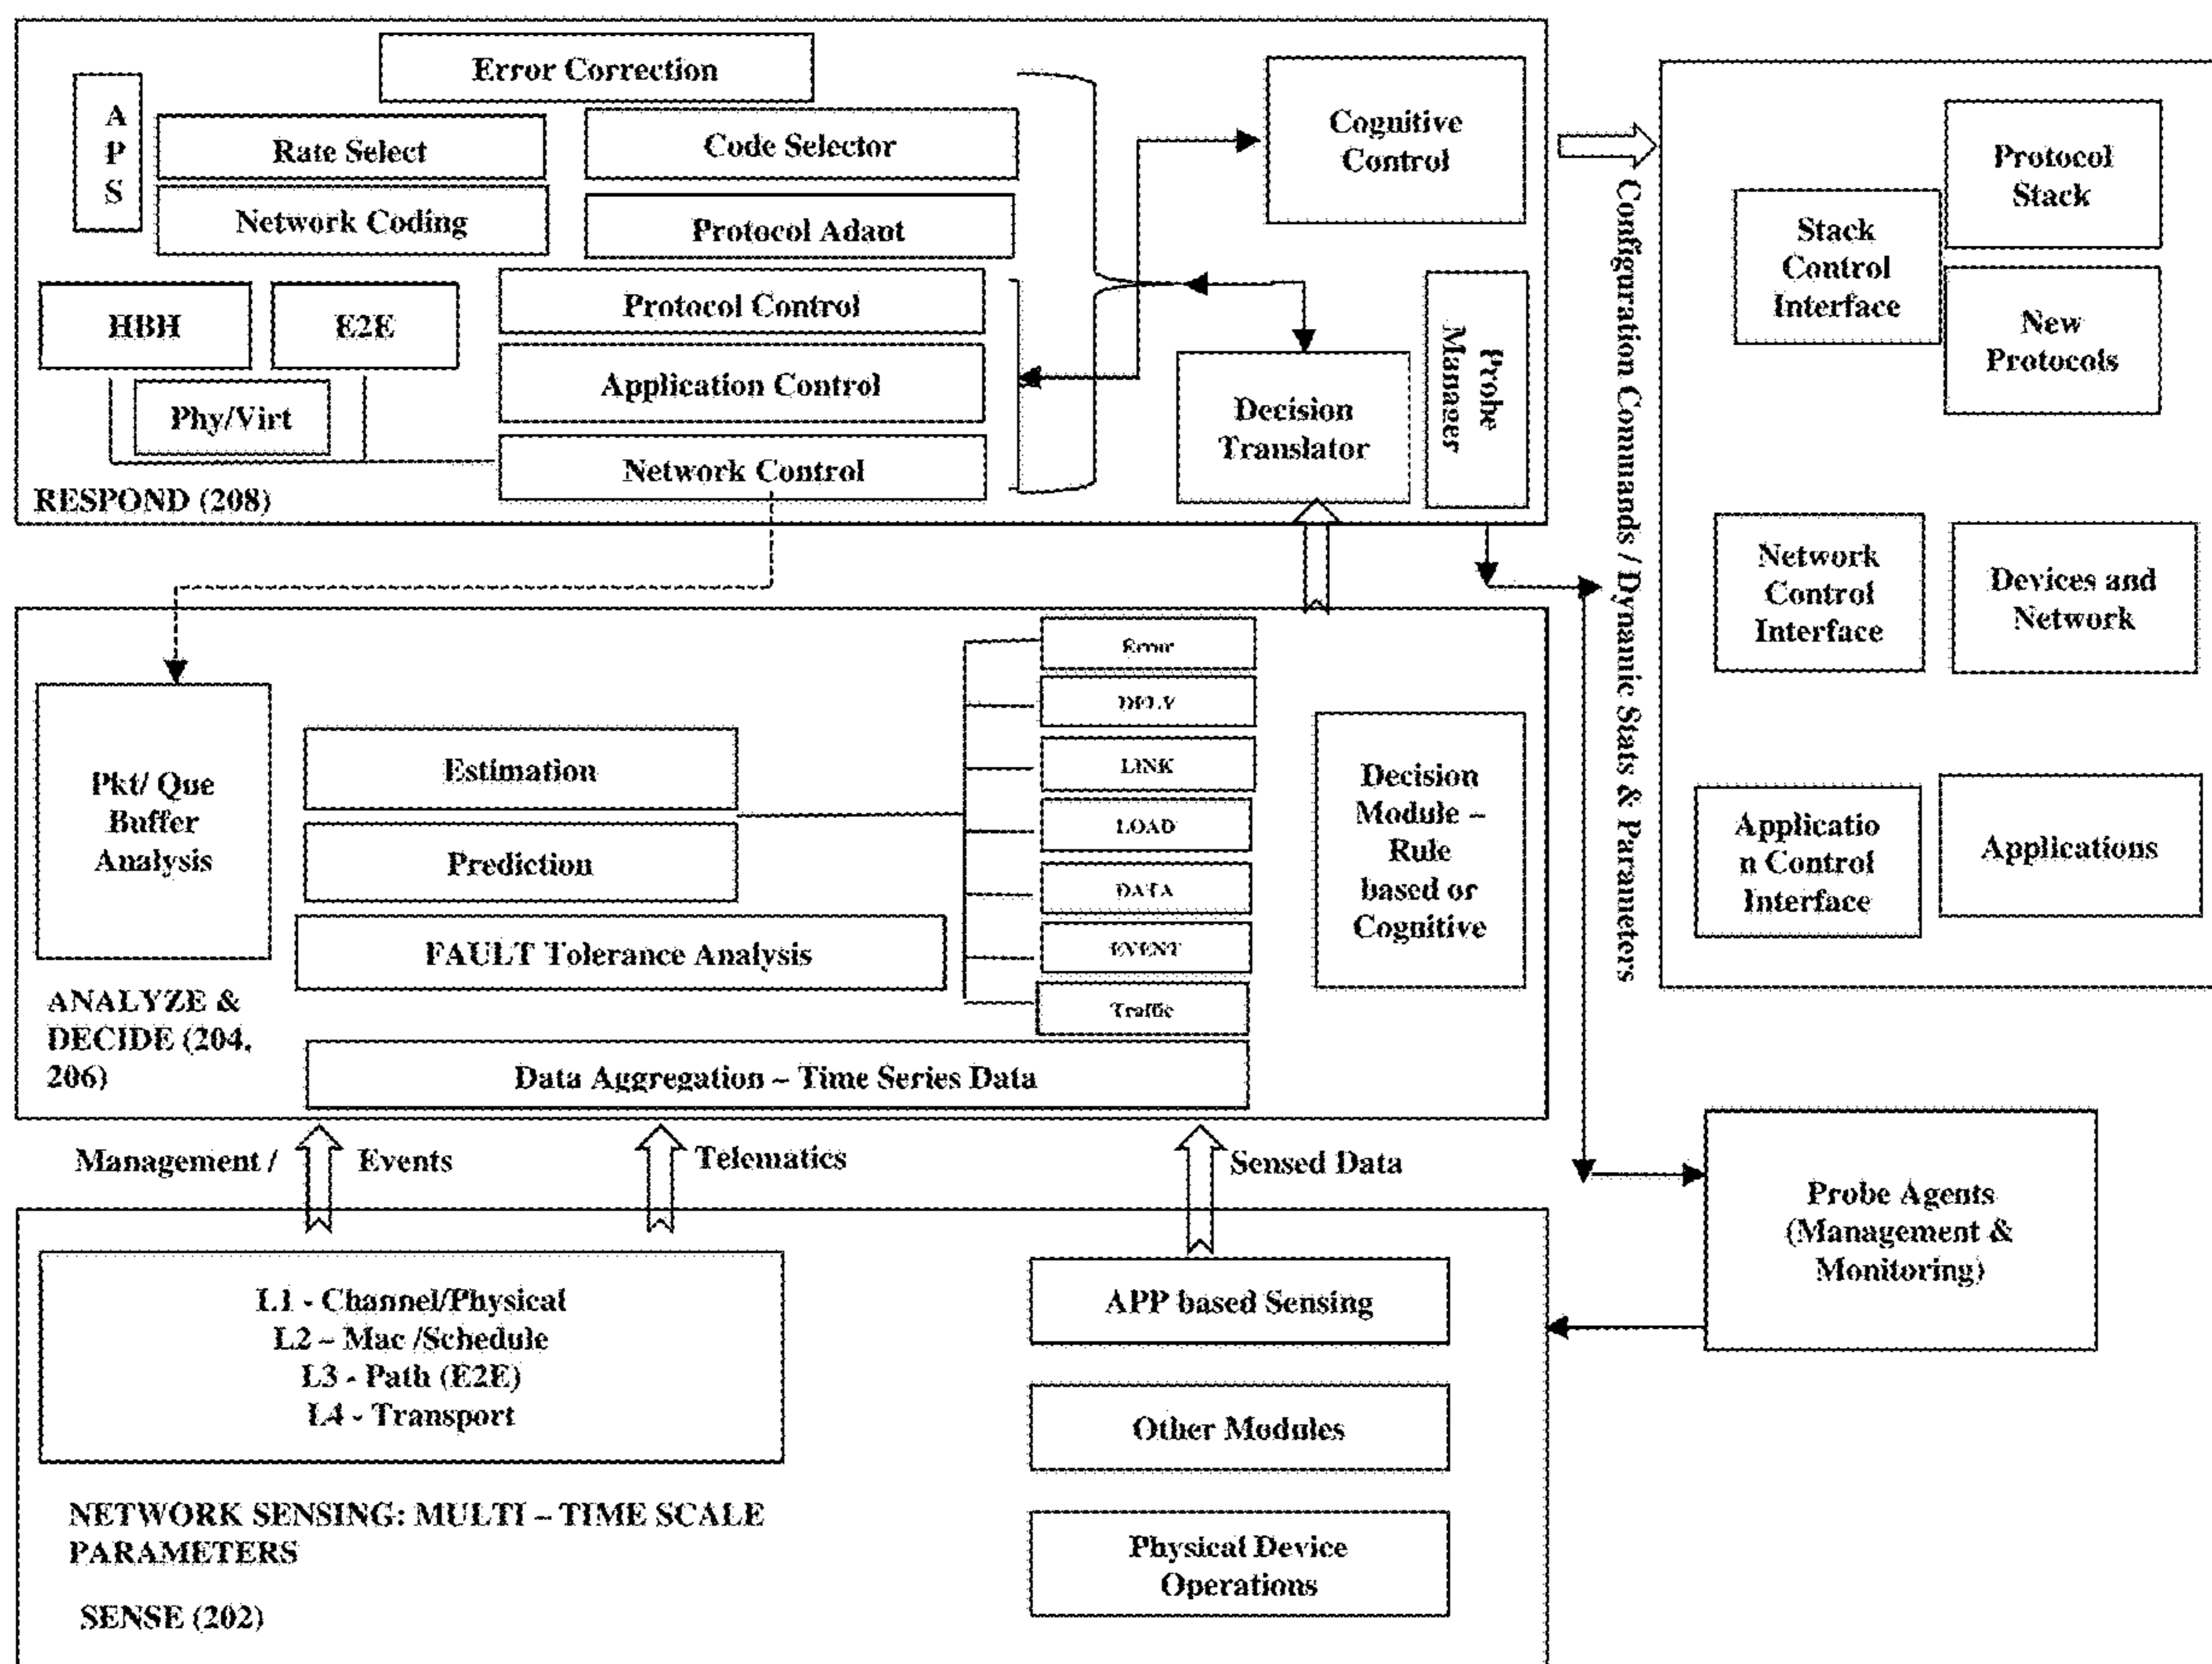 Error Correction
A
P
S
Rate Select
Code Selector
Network Coding
Protocol Adaut
HBH
E2E
Phy/Virt
Protocol Control
Application Control
Network Control
RESPOND (208)
Cognitive
Control
Decision
Translator
Probe
Manager
Configuration Commands / Dynamic Stats & Parameters
Protocol
Stack
Stack
Control
Interface
New
Protocols
Network
Control
Interface
Devices and
Network
Applicatio
n Control
Interface
Applications
Pkt/ Que
Buffer
Analysis
Estimation
Prediction
FAULT Tolerance Analysis
Error
LINK
LOAD
DATA
EVENT
Traffic
Decision
Module –
Rule
based or
Cognitive
ANALYZE &
DECIDE (204,
206)
Data Aggregation – Time Series Data
Management / Events
Telematics
Sensed Data
Probe Agents
(Management &
Monitoring)
L1 - Channel/Physical
L2 – Mac /Schedule
L3 - Path (E2E)
L4 - Transport
APP based Sensing
Other Modules
Physical Device
Operations
NETWORK SENSING: MULTI – TIME SCALE
PARAMETERS
SENSE (202)